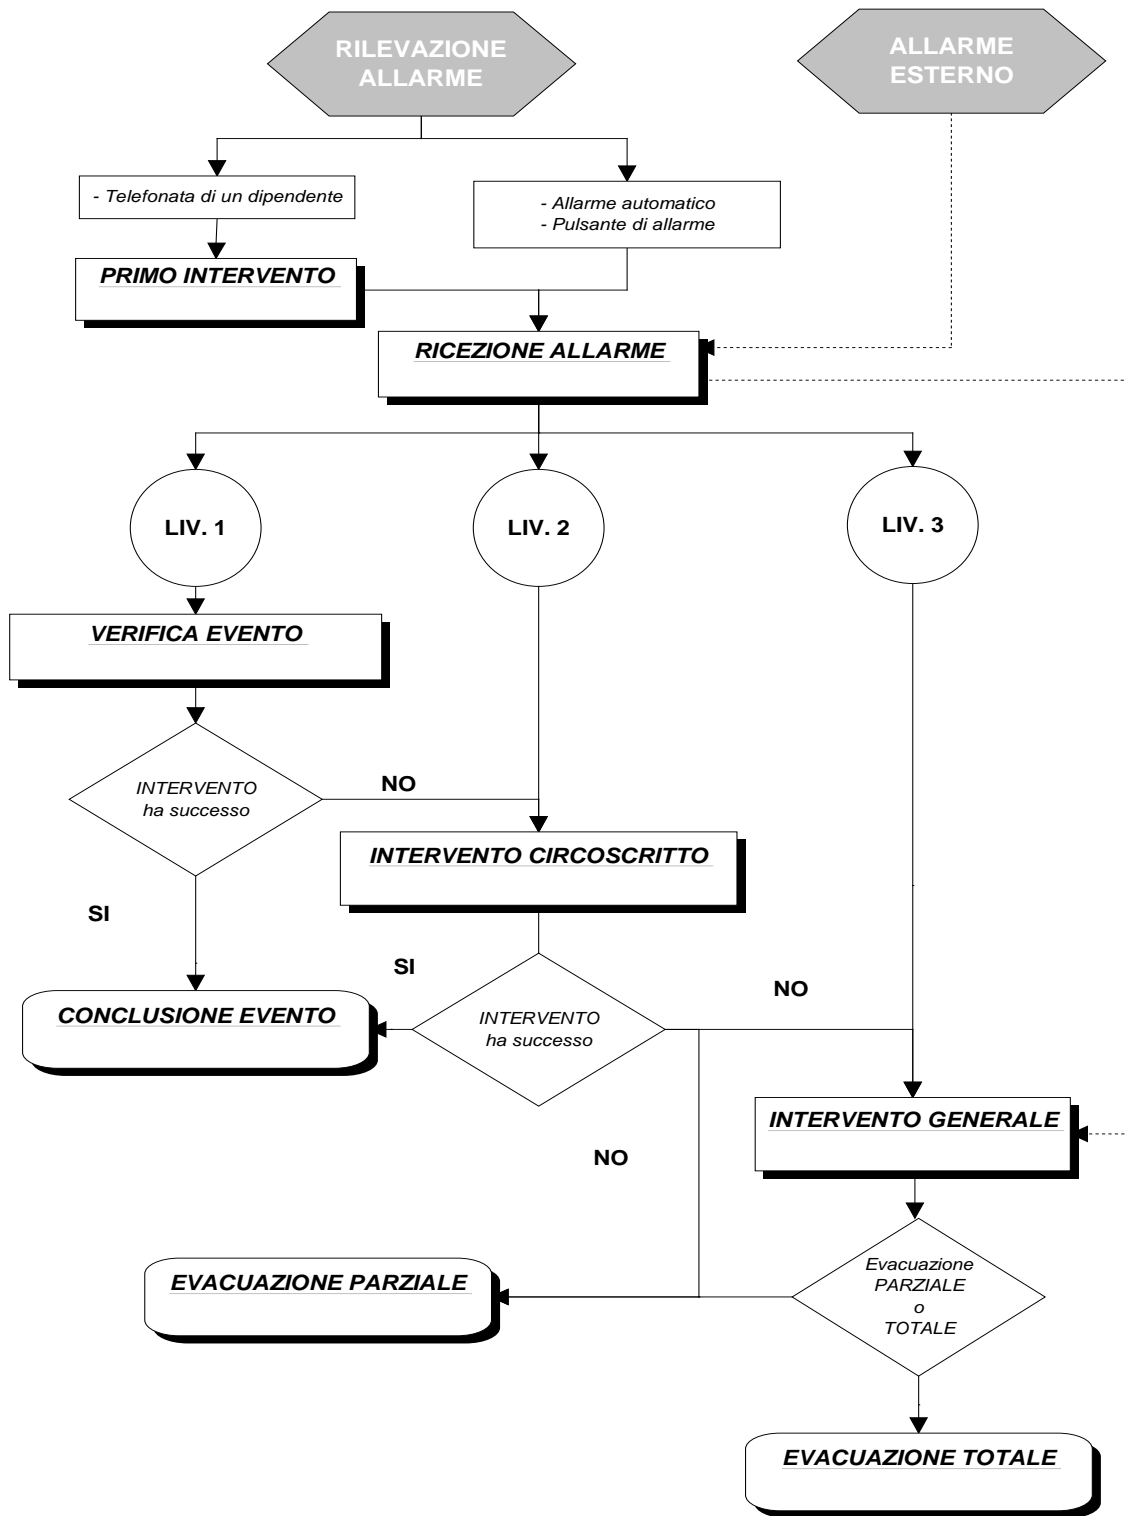 RILEVAZIONE
ALLARME
ALLARME
ESTERNO
- Telefonata di un dipendente
- Allarme automatico
- Pulsante di allarme
PRIMO INTERVENTO
RICEZIONE ALLARME
LIV. 1
LIV. 2
LIV. 3
VERIFICA EVENTO
INTERVENTO
ha successo
NO
INTERVENTO CIRCOSCRITTO
SI
SI
NO
CONCLUSIONE EVENTO
INTERVENTO
ha successo
INTERVENTO GENERALE
NO
Evacuazione
PARZIALE
o
TOTALE
EVACUAZIONE PARZIALE
EVACUAZIONE TOTALE